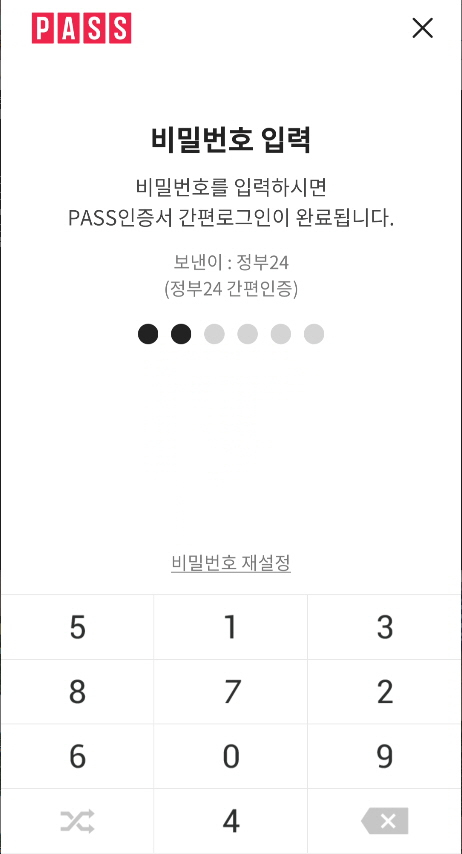 PASS
비밀번호 입력
비밀번호를 입력하시면
PASS인증서 간편로그인이 완료됩니다.
보낸이 : 정부24
(정부24 간편인증)
비밀번호 재설정
5 1 3
8 7 2
6 0 9
4